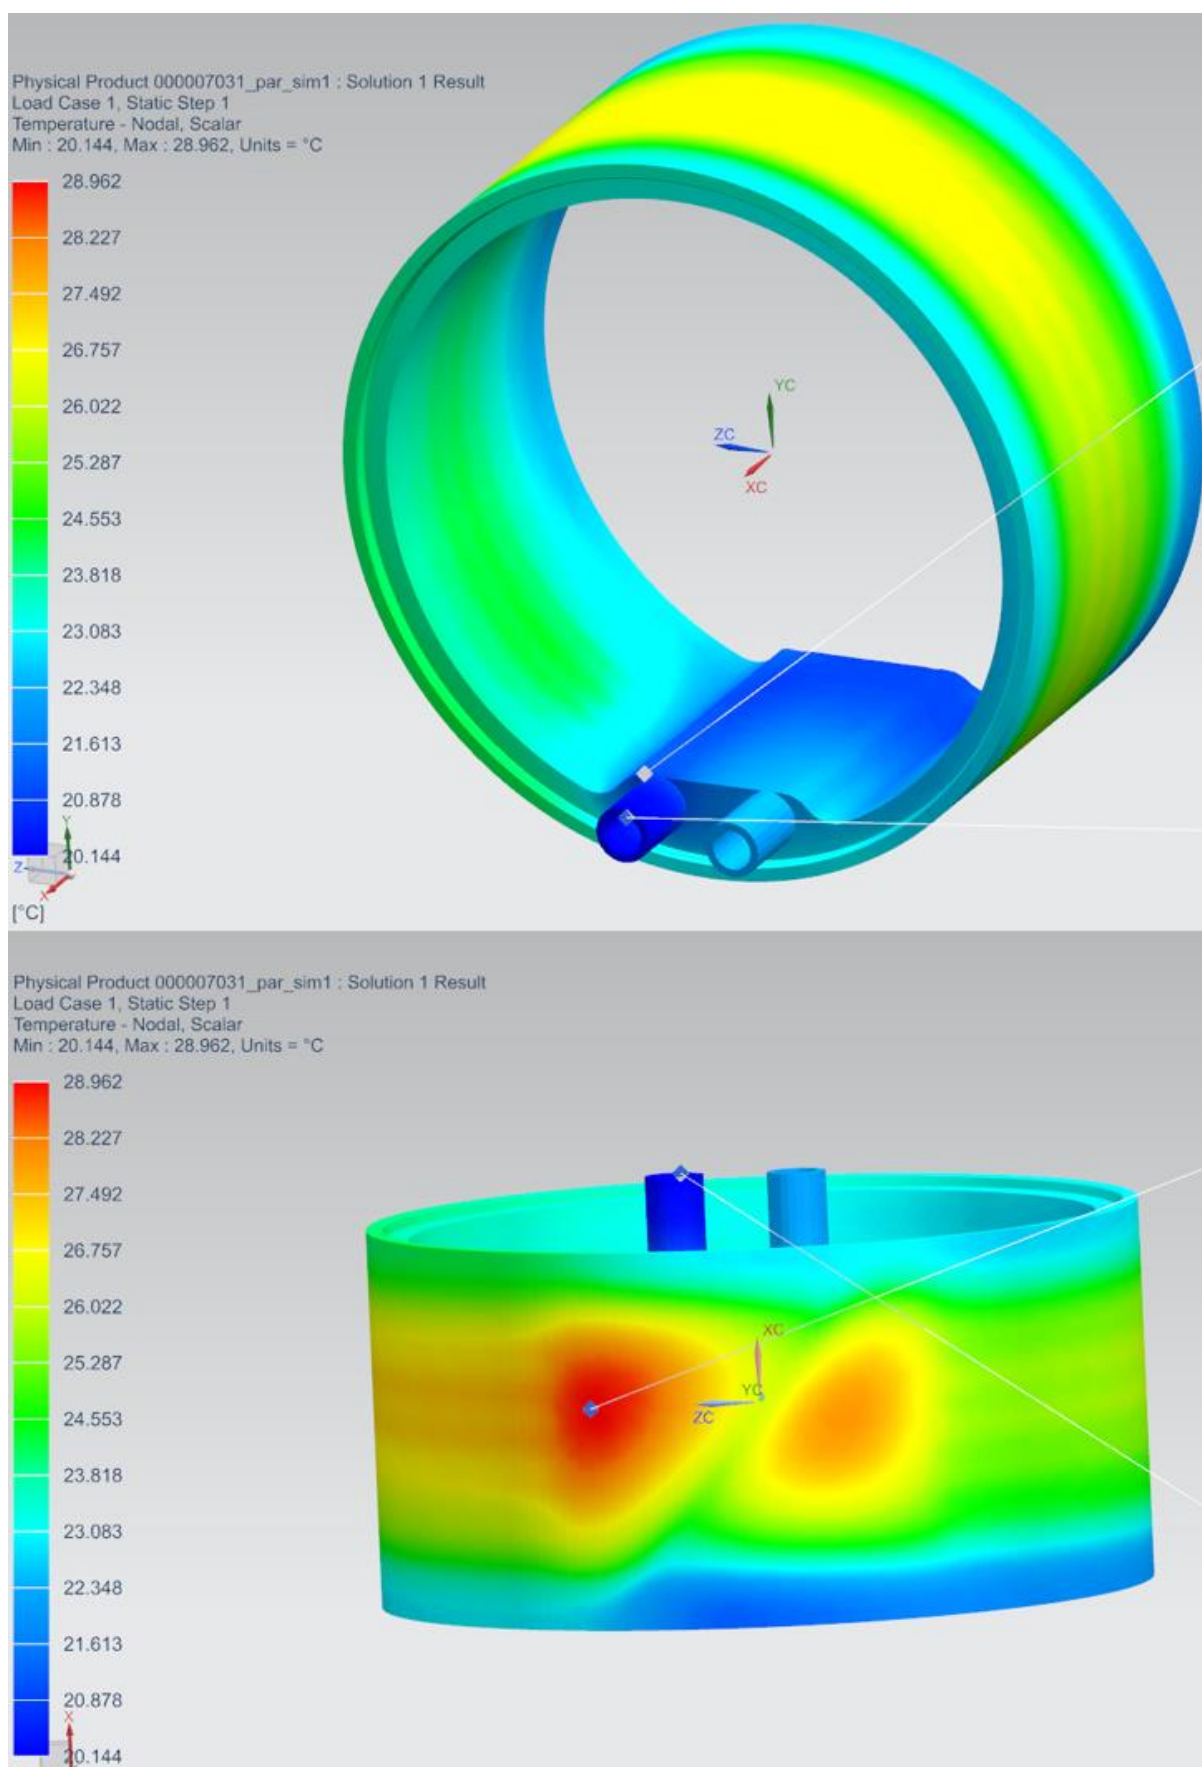 Physical Product 000007031_par_sim1 : Solution 1 Result
Load Case 1, Static Step 1
Temperature - Nodal, Scalar
Min : 20.144, Max : 28.962, Units = °C
28.962
28.227
27.492
26.757
26.022
25.287
24.553
23.818
23.083
22.348
21.613
20.878
20.144
[°C]
Y
Z
X
YC
ZC
XC
Physical Product 000007031_par_sim1 : Solution 1 Result
Load Case 1, Static Step 1
Temperature - Nodal, Scalar
Min : 20.144, Max : 28.962, Units = °C
28.962
28.227
27.492
26.757
26.022
25.287
24.553
23.818
23.083
22.348
21.613
20.878
20.144
X
XC
YC
ZC